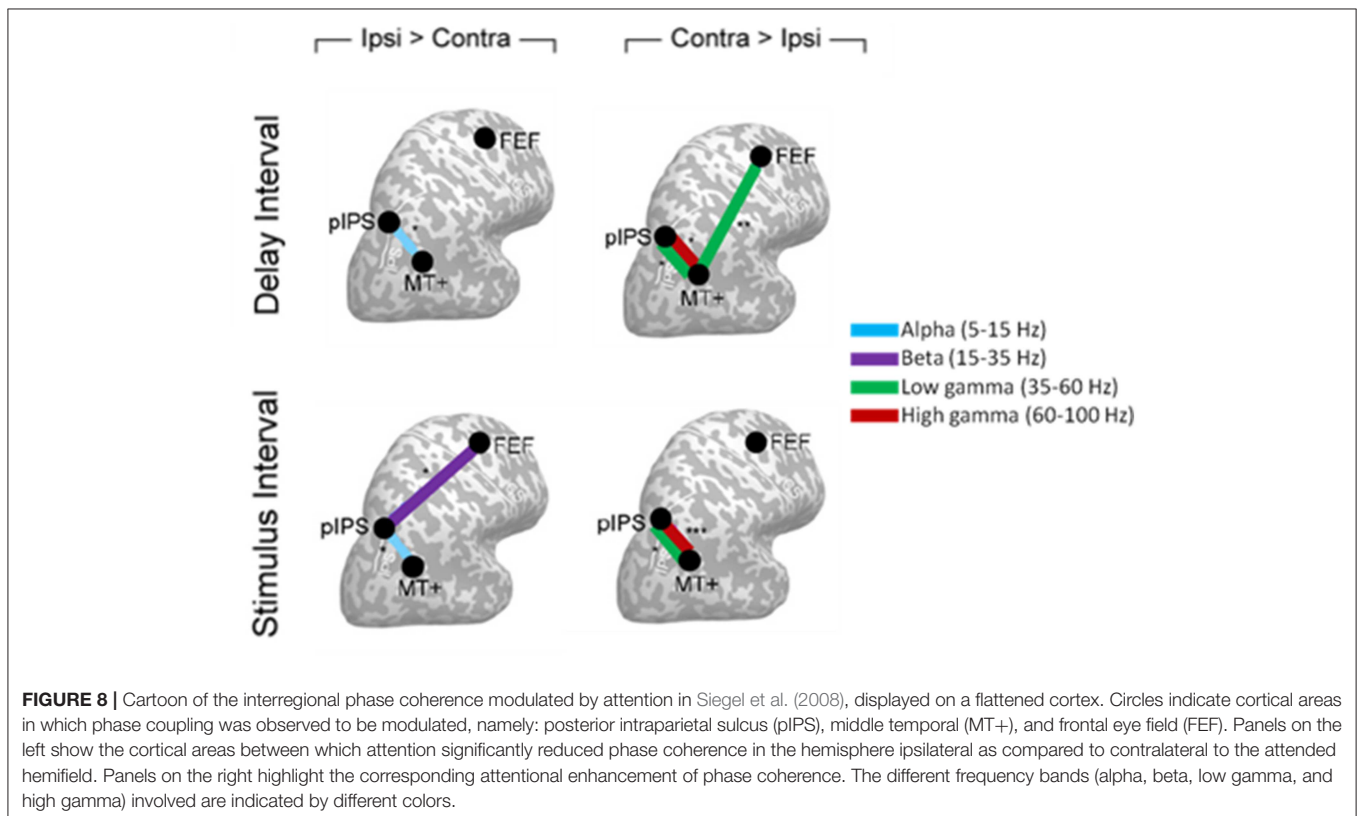 Ipsi > Contra
Contra > Ipsi
Delay Interval
FEF
pIPS
MT+
FEF
pIPS
MT+
Alpha (5-15 Hz)
Beta (15-35 Hz)
Low gamma (35-60 Hz)
High gamma (60-100 Hz)
Stimulus Interval
FEF
pIPS
MT+
FEF
pIPS
MT+
FIGURE 8 | Cartoon of the interregional phase coherence modulated by attention in Siegel et al. (2008), displayed on a flattened cortex. Circles indicate cortical areas
in which phase coupling was observed to be modulated, namely: posterior intraparietal sulcus (pIPS), middle temporal (MT+), and frontal eye field (FEF). Panels on the
left show the cortical areas between which attention significantly reduced phase coherence in the hemisphere ipsilateral as compared to contralateral to the attended
hemifield. Panels on the right highlight the corresponding attentional enhancement of phase coherence. The different frequency bands (alpha, beta, low gamma, and
high gamma) involved are indicated by different colors.